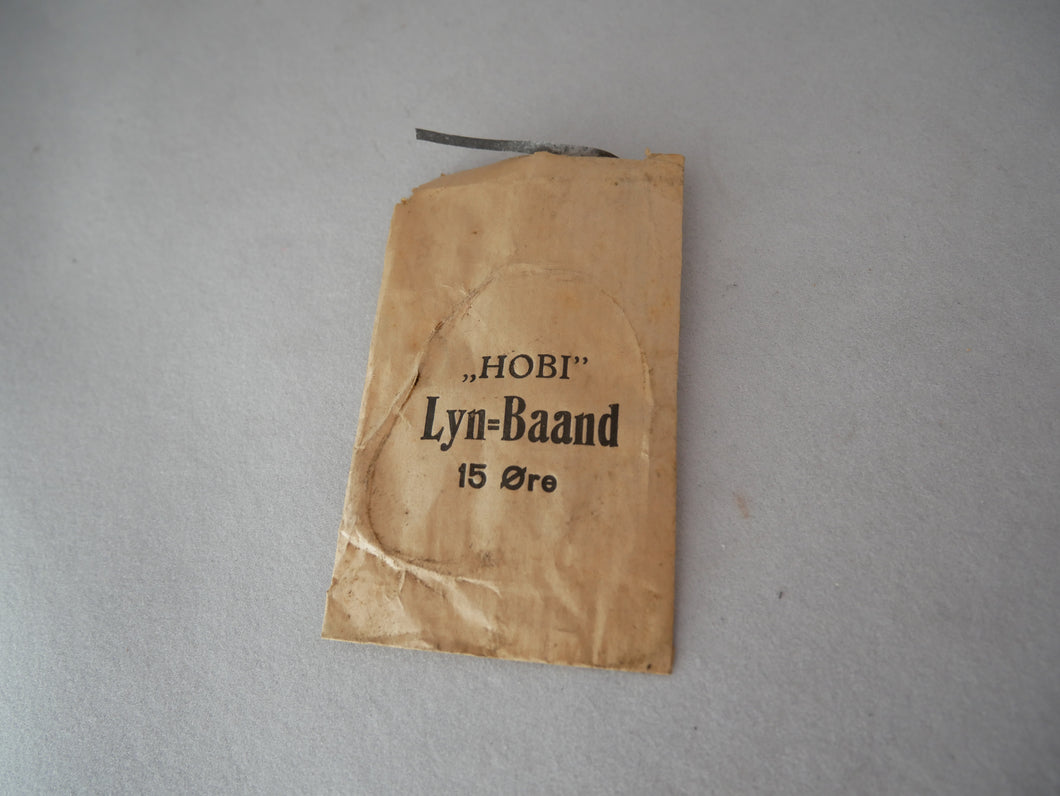 „HOBI”
Lyn=Baand
15 Øre